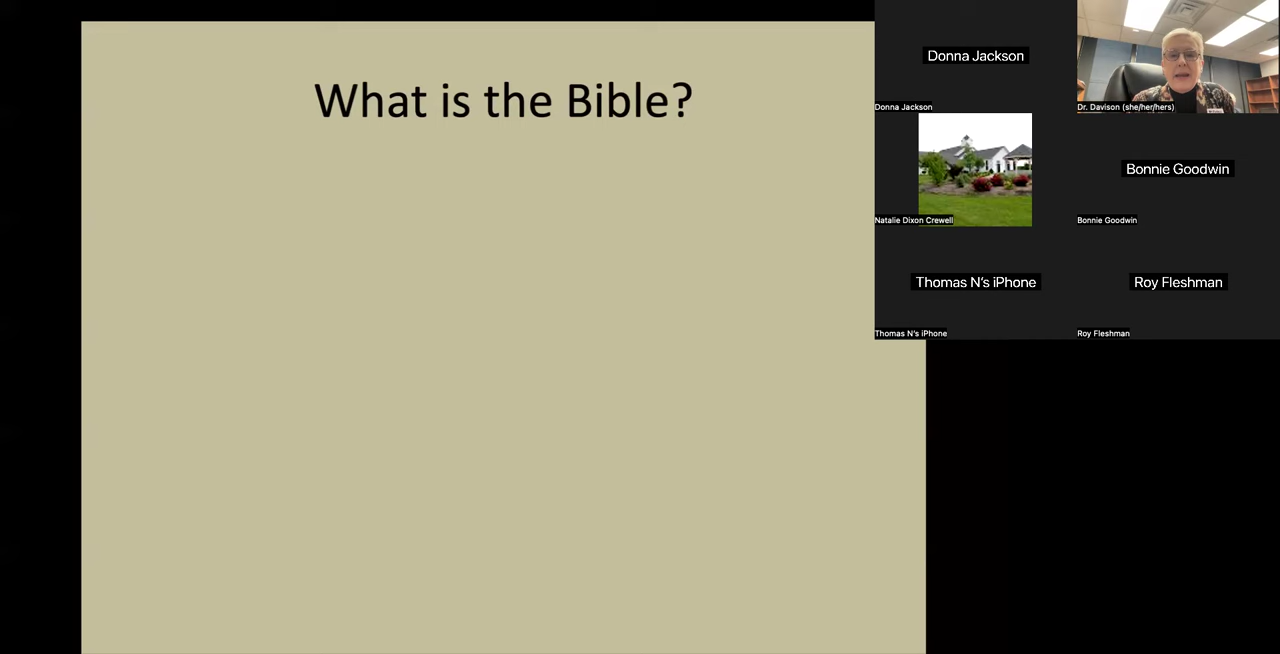 What is the Bible?
Donna Jackson
Donna Jackson
Dr. Davison (she/her/hers)
Natalie Dixon Crewell
Bonnie Goodwin
Bonnie Goodwin
Thomas N's iPhone
Thomas N's iPhone
Roy Fleshman
Roy Fleshman